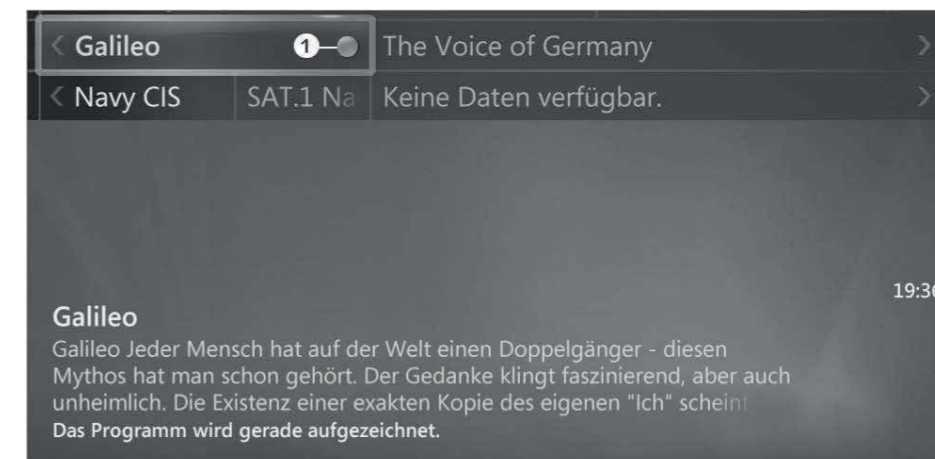 Galileo 1 The Voice of Germany
Navy CIS SAT.1 Na Keine Daten verfügbar.
19:36
Galileo
Galileo Jeder Mensch hat auf der Welt einen Doppelgänger - diesen
Mythos hat man schon gehört. Der Gedanke klingt faszinierend, aber auch
unheimlich. Die Existenz einer exakten Kopie des eigenen "Ich" scheint
Das Programm wird gerade aufgezeichnet.